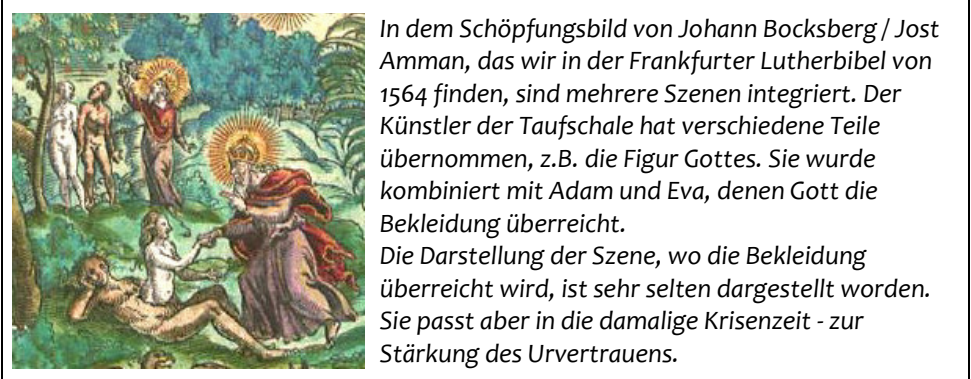 In dem Schöpfungsbild von Johann Bocksberg / Jost
Amman, das wir in der Frankfurter Lutherbibel von
1564 finden, sind mehrere Szenen integriert. Der
Künstler der Taufschale hat verschiedene Teile
übernommen, z.B. die Figur Gottes. Sie wurde
kombiniert mit Adam und Eva, denen Gott die
Bekleidung überreicht.
Die Darstellung der Szene, wo die Bekleidung
überreicht wird, ist sehr selten dargestellt worden.
Sie passt aber in die damalige Krisenzeit - zur
Stärkung des Urvertrauens.